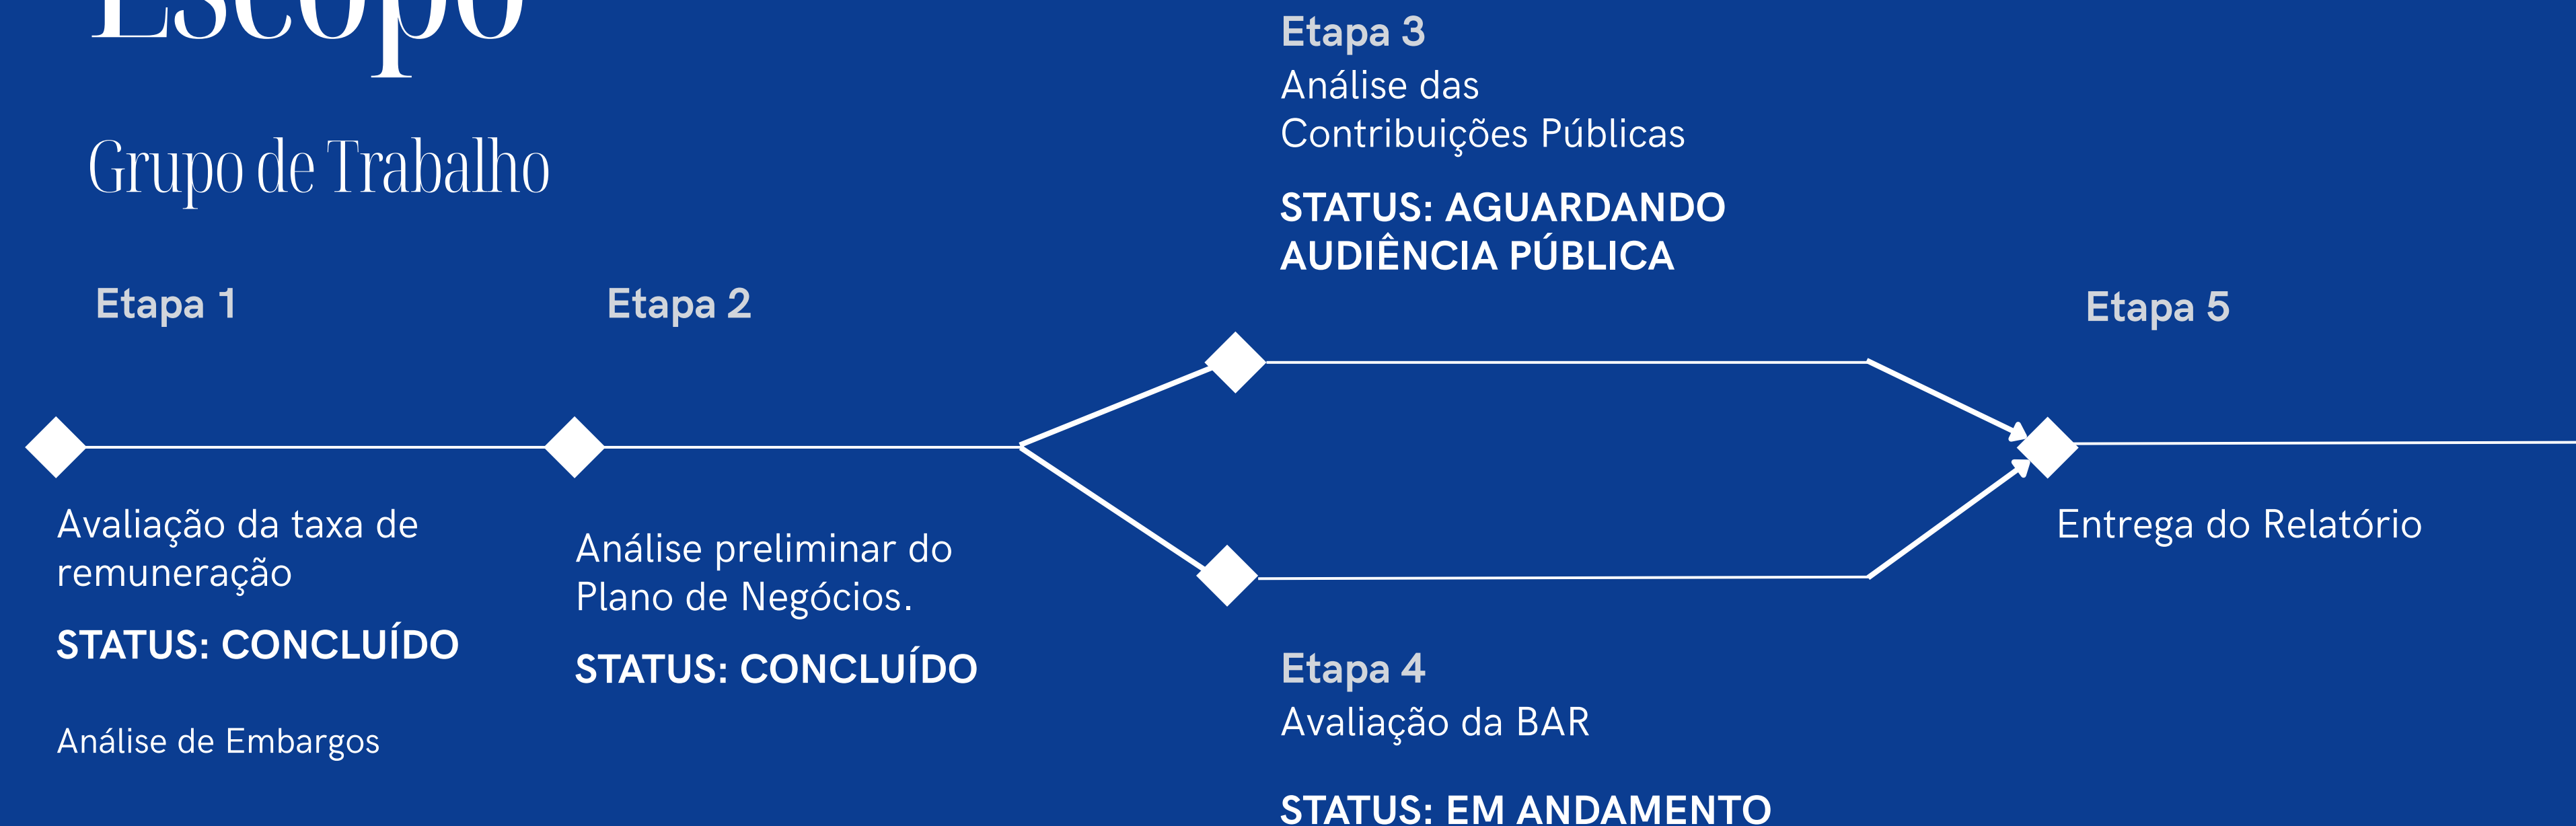 Escopo
Grupo de Trabalho
Etapa 1
Avaliação da taxa de
remuneração
STATUS: CONCLUÍDO
Análise de Embargos
Etapa 2
Análise preliminar do
Plano de Negócios.
STATUS: CONCLUÍDO
Etapa 3
Análise das
Contribuições Públicas
STATUS: AGUARDANDO
AUDIÊNCIA PÚBLICA
Etapa 4
Avaliação da BAR
STATUS: EM ANDAMENTO
Etapa 5
Entrega do Relatório